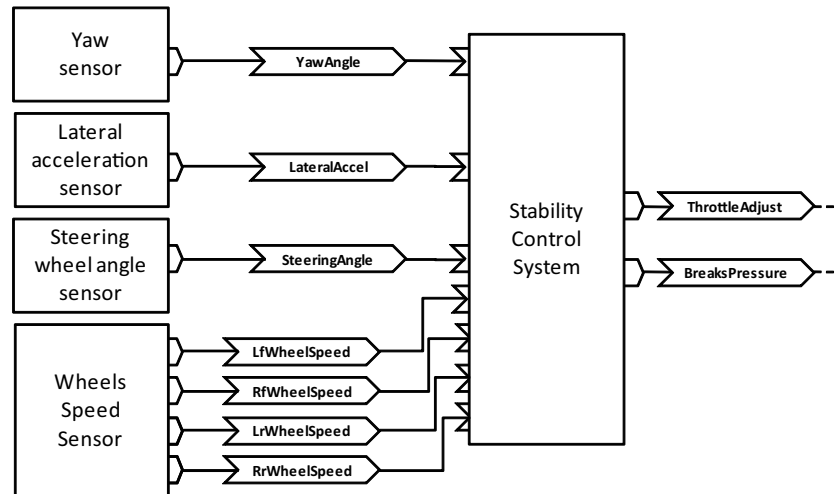 Yaw
sensor
YawAngle
Lateral
acceleration
sensor
LateralAccel
Steering
wheel angle
sensor
SteeringAngle
Wheels
Speed
Sensor
LfWheelSpeed
RfWheelSpeed
LrWheelSpeed
RrWheelSpeed
Stability
Control
System
ThrottleAdjust
BreaksPressure